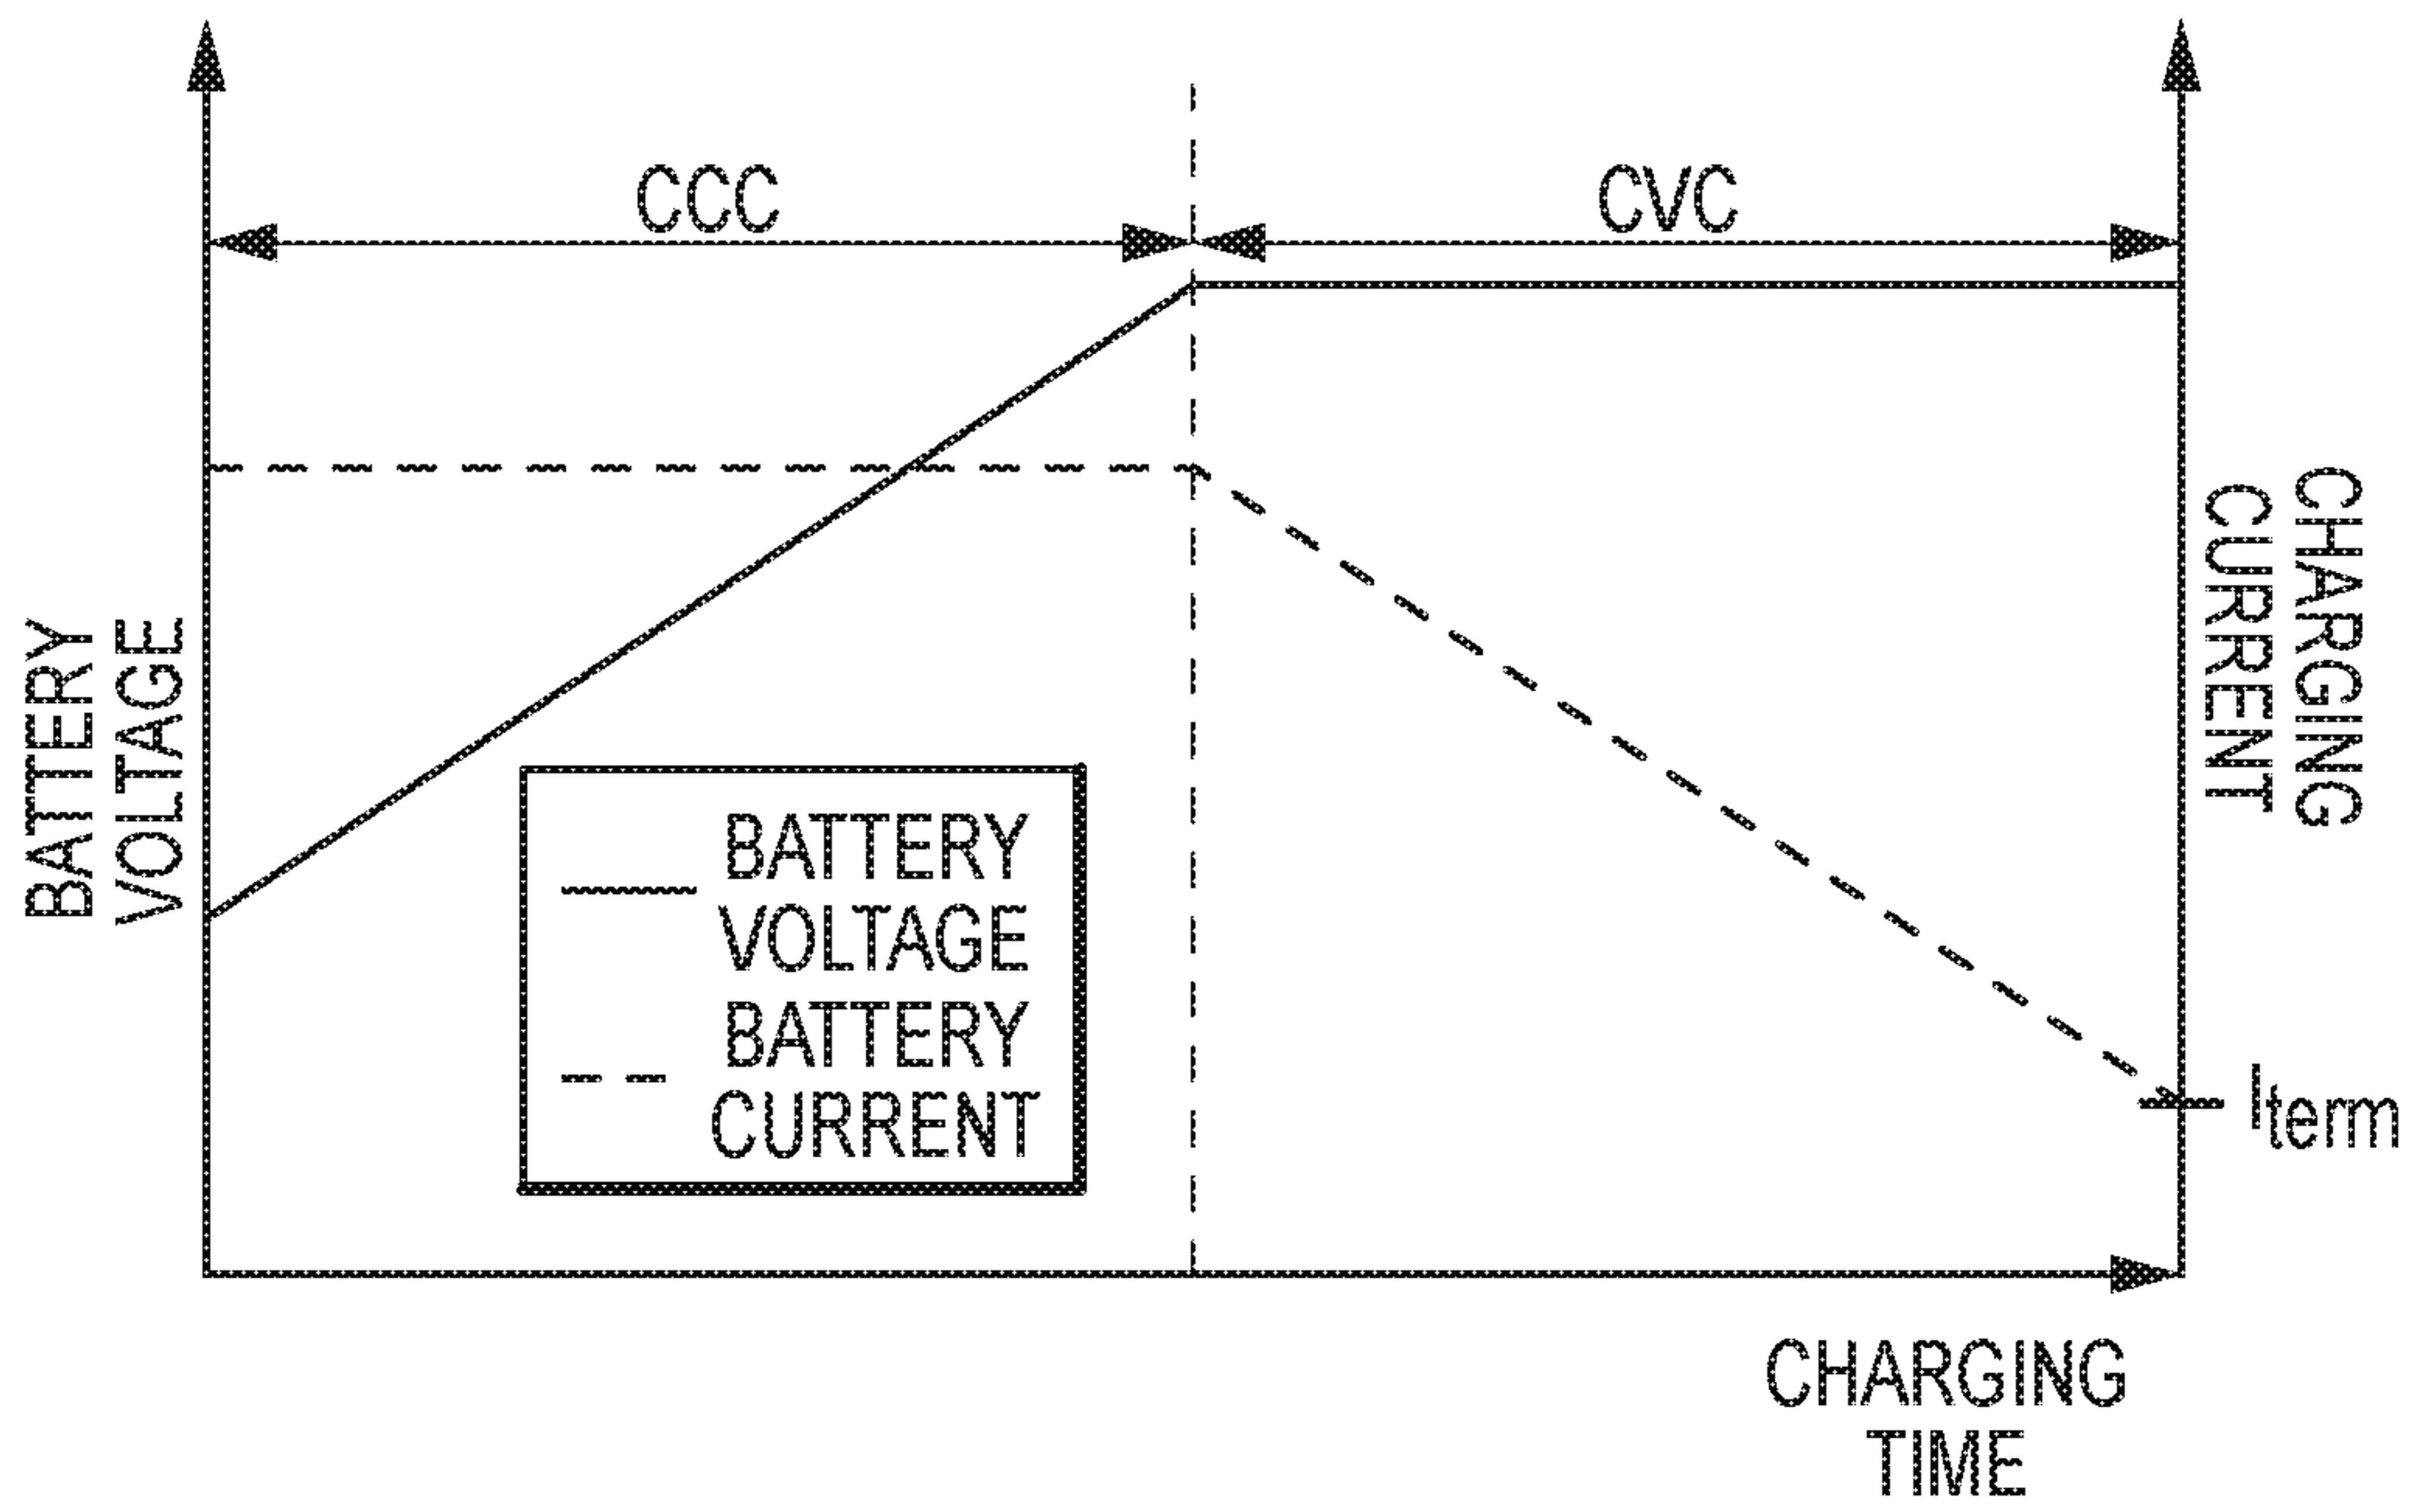 CCC
CVC
BATTERY
VOLTAGE
CHARGING
CURRENT
BATTERY
VOLTAGE
BATTERY
CURRENT
Iterm
CHARGING
TIME